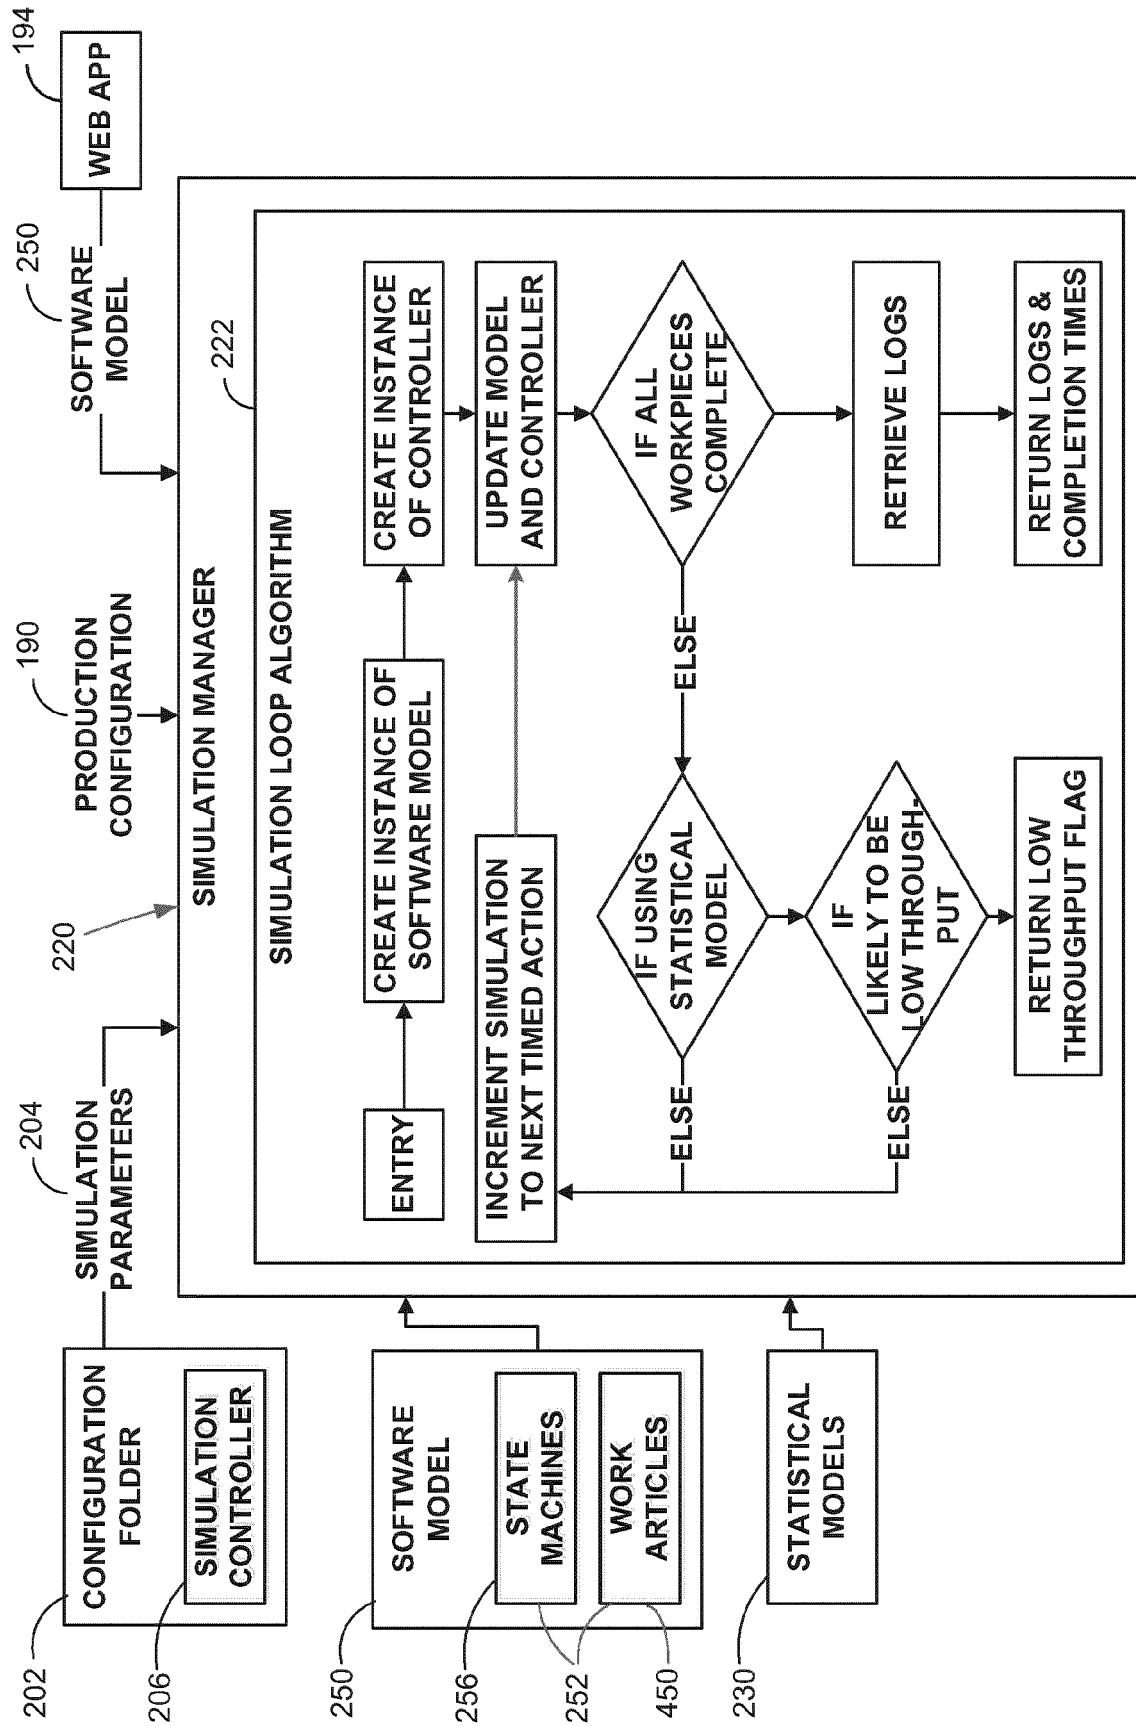 202
CONFIGURATION
FOLDER
206
SIMULATION
CONTROLLER
204
SIMULATION
PARAMETERS
220
190
PRODUCTION
CONFIGURATION
250
SOFTWARE
MODEL
194
WEB APP
SIMULATION MANAGER
222
SIMULATION LOOP ALGORITHM
250
SOFTWARE
MODEL
256
STATE
MACHINES
252
WORK
ARTICLES
450
230
STATISTICAL
MODELS
ENTRY
CREATE INSTANCE OF
SOFTWARE MODEL
CREATE INSTANCE
OF CONTROLLER
INCREMENT SIMULATION
TO NEXT TIMED ACTION
UPDATE MODEL
AND CONTROLLER
IF ALL
WORKPIECES
COMPLETE
ELSE
IF USING
STATISTICAL
MODEL
ELSE
IF
LIKELY TO BE
LOW THROUGH-
PUT
ELSE
RETURN LOW
THROUGHPUT FLAG
RETRIEVE LOGS
RETURN LOGS &
COMPLETION TIMES